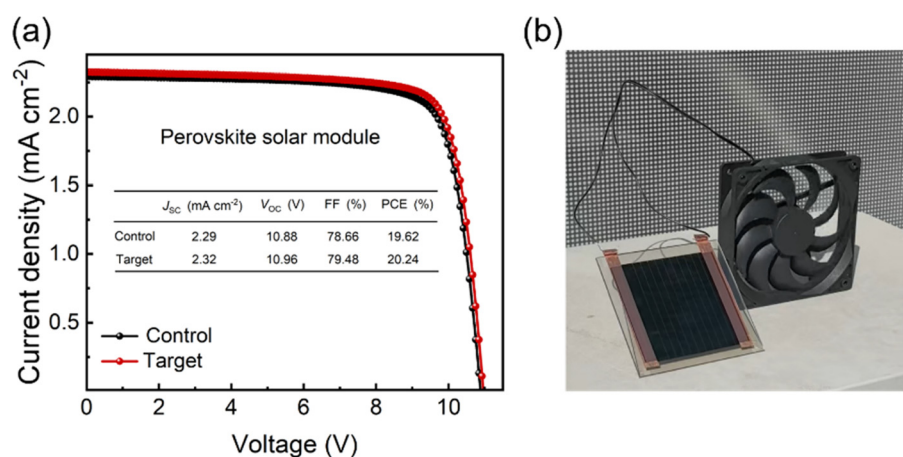 (a)
(b)
Current density (mA cm⁻²)
2.0
1.5
1.0
0.5
Perovskite solar module
J_SC (mA cm⁻²) V_OC (V) FF (%) PCE (%)
Control 2.29 10.88 78.66 19.62
Target 2.32 10.96 79.48 20.24
Control
Target
0 2 4 6 8 10
Voltage (V)